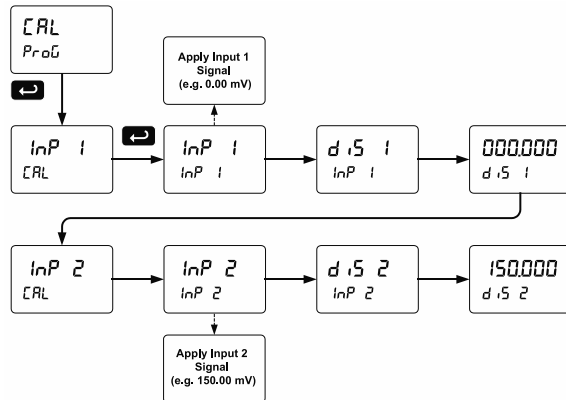 CAL
ProG
Apply Input 1
Signal
(e.g. 0.00 mV)
InP 1
CAL
InP 1
InP 1
diS 1
InP 1
000.000
diS 1
InP 2
CAL
InP 2
InP 2
diS 2
InP 2
150.000
diS 2
Apply Input 2
Signal
(e.g. 150.00 mV)